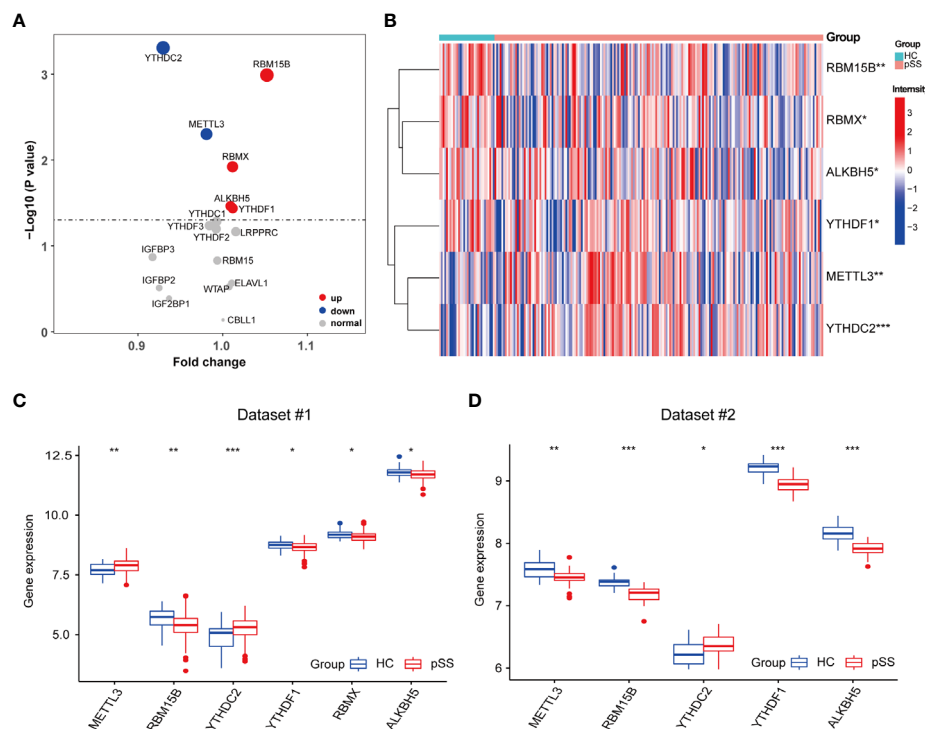 A
YTHDC2
RBM15B
METTL3
RBMX
ALKBH5
YTHDF1
YTHDC1
YTHDF3
YTHDF2
LRPPRC
IGFBP3
RBM15
IGFBP2
WTAP
ELAVL1
IGF2BP1
CBLL1
up
down
normal
3
2
1
0
0.9
1.0
1.1
Fold change
−Log10 (P value)
B
Group
RBM15B**
RBMX*
ALKBH5*
YTHDF1*
METTL3**
YTHDC2***
Group
HC
pSS
Internsit
3
2
1
0
−1
−2
−3
C
Dataset #1
** ** *** * * *
12.5
10.0
7.5
5.0
Gene expression
Group HC pSS
METTL3
RBM15B
YTHDC2
YTHDF1
RBMX
ALKBH5
D
Dataset #2
** *** * *** ***
9
8
7
6
Gene expression
Group HC pSS
METTL3
RBM15B
YTHDC2
YTHDF1
ALKBH5